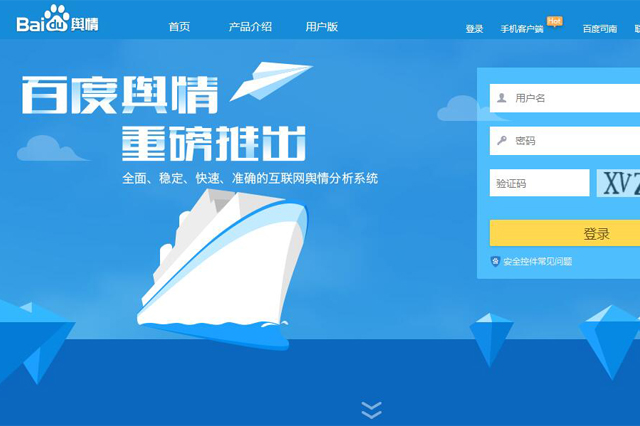 Baidu 舆情
首页 产品介绍 用户版
登录 手机客户端 Hot 百度司南
百度舆情
重磅推出
全面、稳定、快速、准确的互联网舆情分析系统
用户名
密码
验证码 XVZ
登录
安全控件常见问题